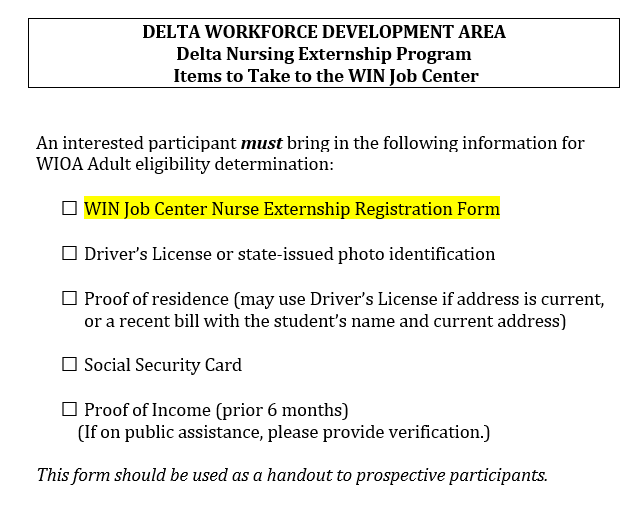 DELTA WORKFORCE DEVELOPMENT AREA
Delta Nursing Externship Program
Items to Take to the WIN Job Center
An interested participant must bring in the following information for
WIOA Adult eligibility determination:
☐ WIN Job Center Nurse Externship Registration Form
☐ Driver’s License or state-issued photo identification
☐ Proof of residence (may use Driver’s License if address is current,
or a recent bill with the student’s name and current address)
☐ Social Security Card
☐ Proof of Income (prior 6 months)
(If on public assistance, please provide verification.)
This form should be used as a handout to prospective participants.